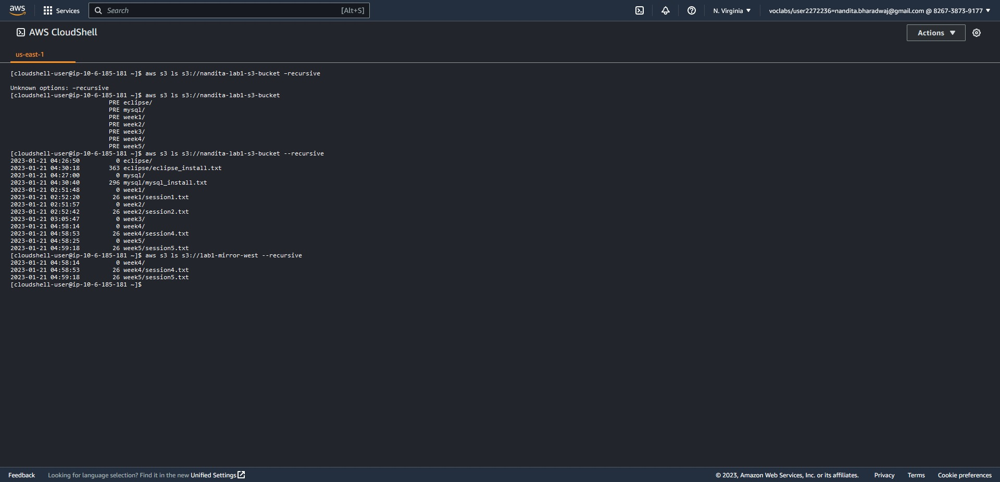 aws
Services
Search
[Alt+S]
N. Virginia
voclabs/user2272236=nandita.bharadwaj@gmail.com @ 8267-3873-9177
AWS CloudShell
Actions
us-east-1
[cloudshell-user@ip-10-6-185-181 ~]$ aws s3 ls s3://nandita-lab1-s3-bucket –recursive
Unknown options: –recursive
[cloudshell-user@ip-10-6-185-181 ~]$ aws s3 ls s3://nandita-lab1-s3-bucket
PRE eclipse/
PRE mysql/
PRE week1/
PRE week2/
PRE week3/
PRE week4/
PRE week5/
[cloudshell-user@ip-10-6-185-181 ~]$ aws s3 ls s3://nandita-lab1-s3-bucket --recursive
2023-01-21 04:26:50          0 eclipse/
2023-01-21 04:30:18        363 eclipse/eclipse_install.txt
2023-01-21 04:27:00          0 mysql/
2023-01-21 04:30:40        296 mysql/mysql_install.txt
2023-01-21 02:51:48          0 week1/
2023-01-21 02:52:20         26 week1/session1.txt
2023-01-21 02:51:57          0 week2/
2023-01-21 02:52:42         26 week2/session2.txt
2023-01-21 03:05:47          0 week3/
2023-01-21 04:58:14          0 week4/
2023-01-21 04:58:53         26 week4/session4.txt
2023-01-21 04:58:25          0 week5/
2023-01-21 04:59:18         26 week5/session5.txt
[cloudshell-user@ip-10-6-185-181 ~]$ aws s3 ls s3://lab1-mirror-west --recursive
2023-01-21 04:58:14          0 week4/
2023-01-21 04:58:53         26 week4/session4.txt
2023-01-21 04:59:18         26 week5/session5.txt
[cloudshell-user@ip-10-6-185-181 ~]$
Feedback
Looking for language selection? Find it in the new Unified Settings
© 2023, Amazon Web Services, Inc. or its affiliates.
Privacy
Terms
Cookie preferences